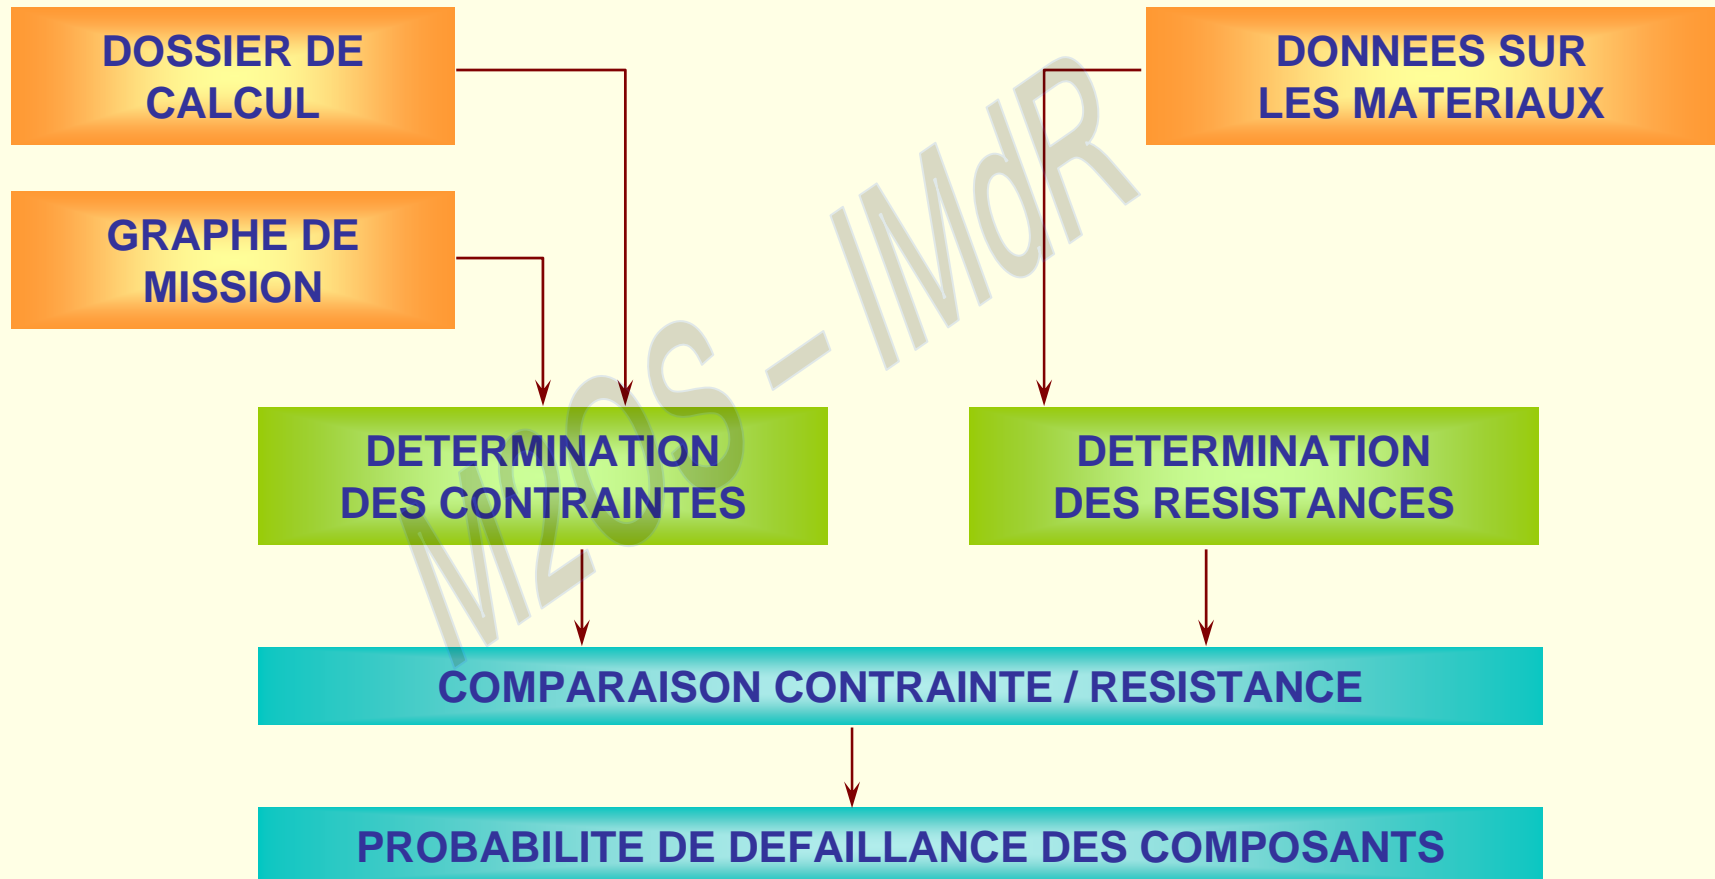 DOSSIER DE
CALCUL
DONNEES SUR
LES MATERIAUX
GRAPHE DE
MISSION
DETERMINATION
DES CONTRAINTES
DETERMINATION
DES RESISTANCES
COMPARAISON CONTRAINTE / RESISTANCE
PROBABILITE DE DEFAILLANCE DES COMPOSANTS
M2OS – IMdR